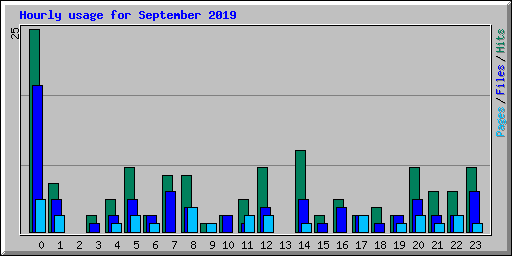 Hourly usage for September 2019
25
Pages/Files/Hits
0 1 2 3 4 5 6 7 8 9 10 11 12 13 14 15 16 17 18 19 20 21 22 23